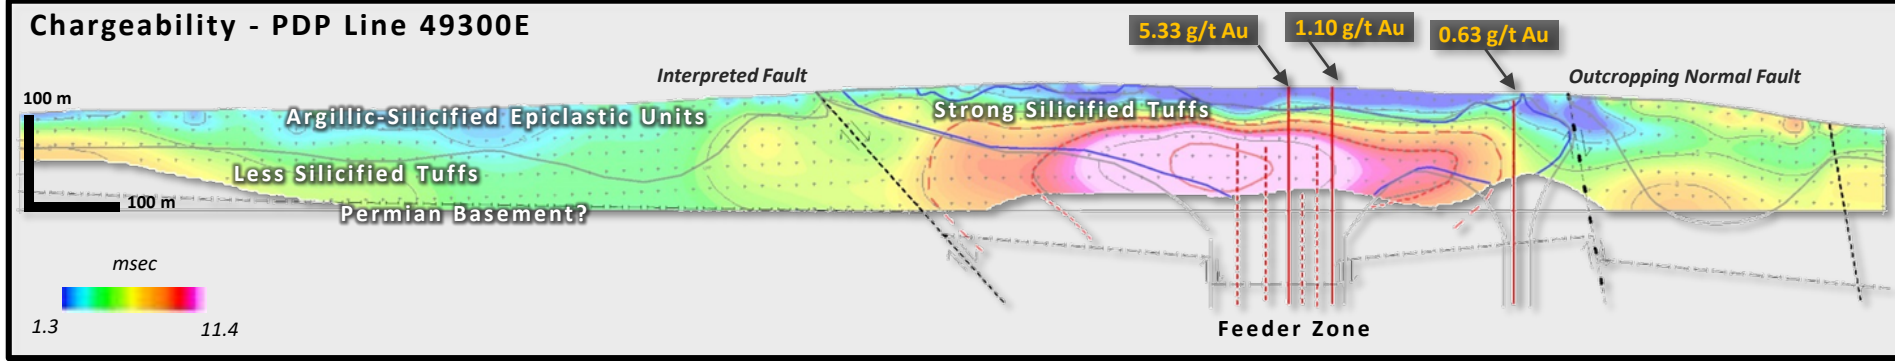 Chargeability - PDP Line 49300E
5.33 g/t Au
1.10 g/t Au
0.63 g/t Au
Interpreted Fault
Outcropping Normal Fault
100 m
Argillic-Silicified Epiclastic Units
Strong Silicified Tuffs
Less Silicified Tuffs
100 m
Permian Basement?
msec
1.3
11.4
Feeder Zone